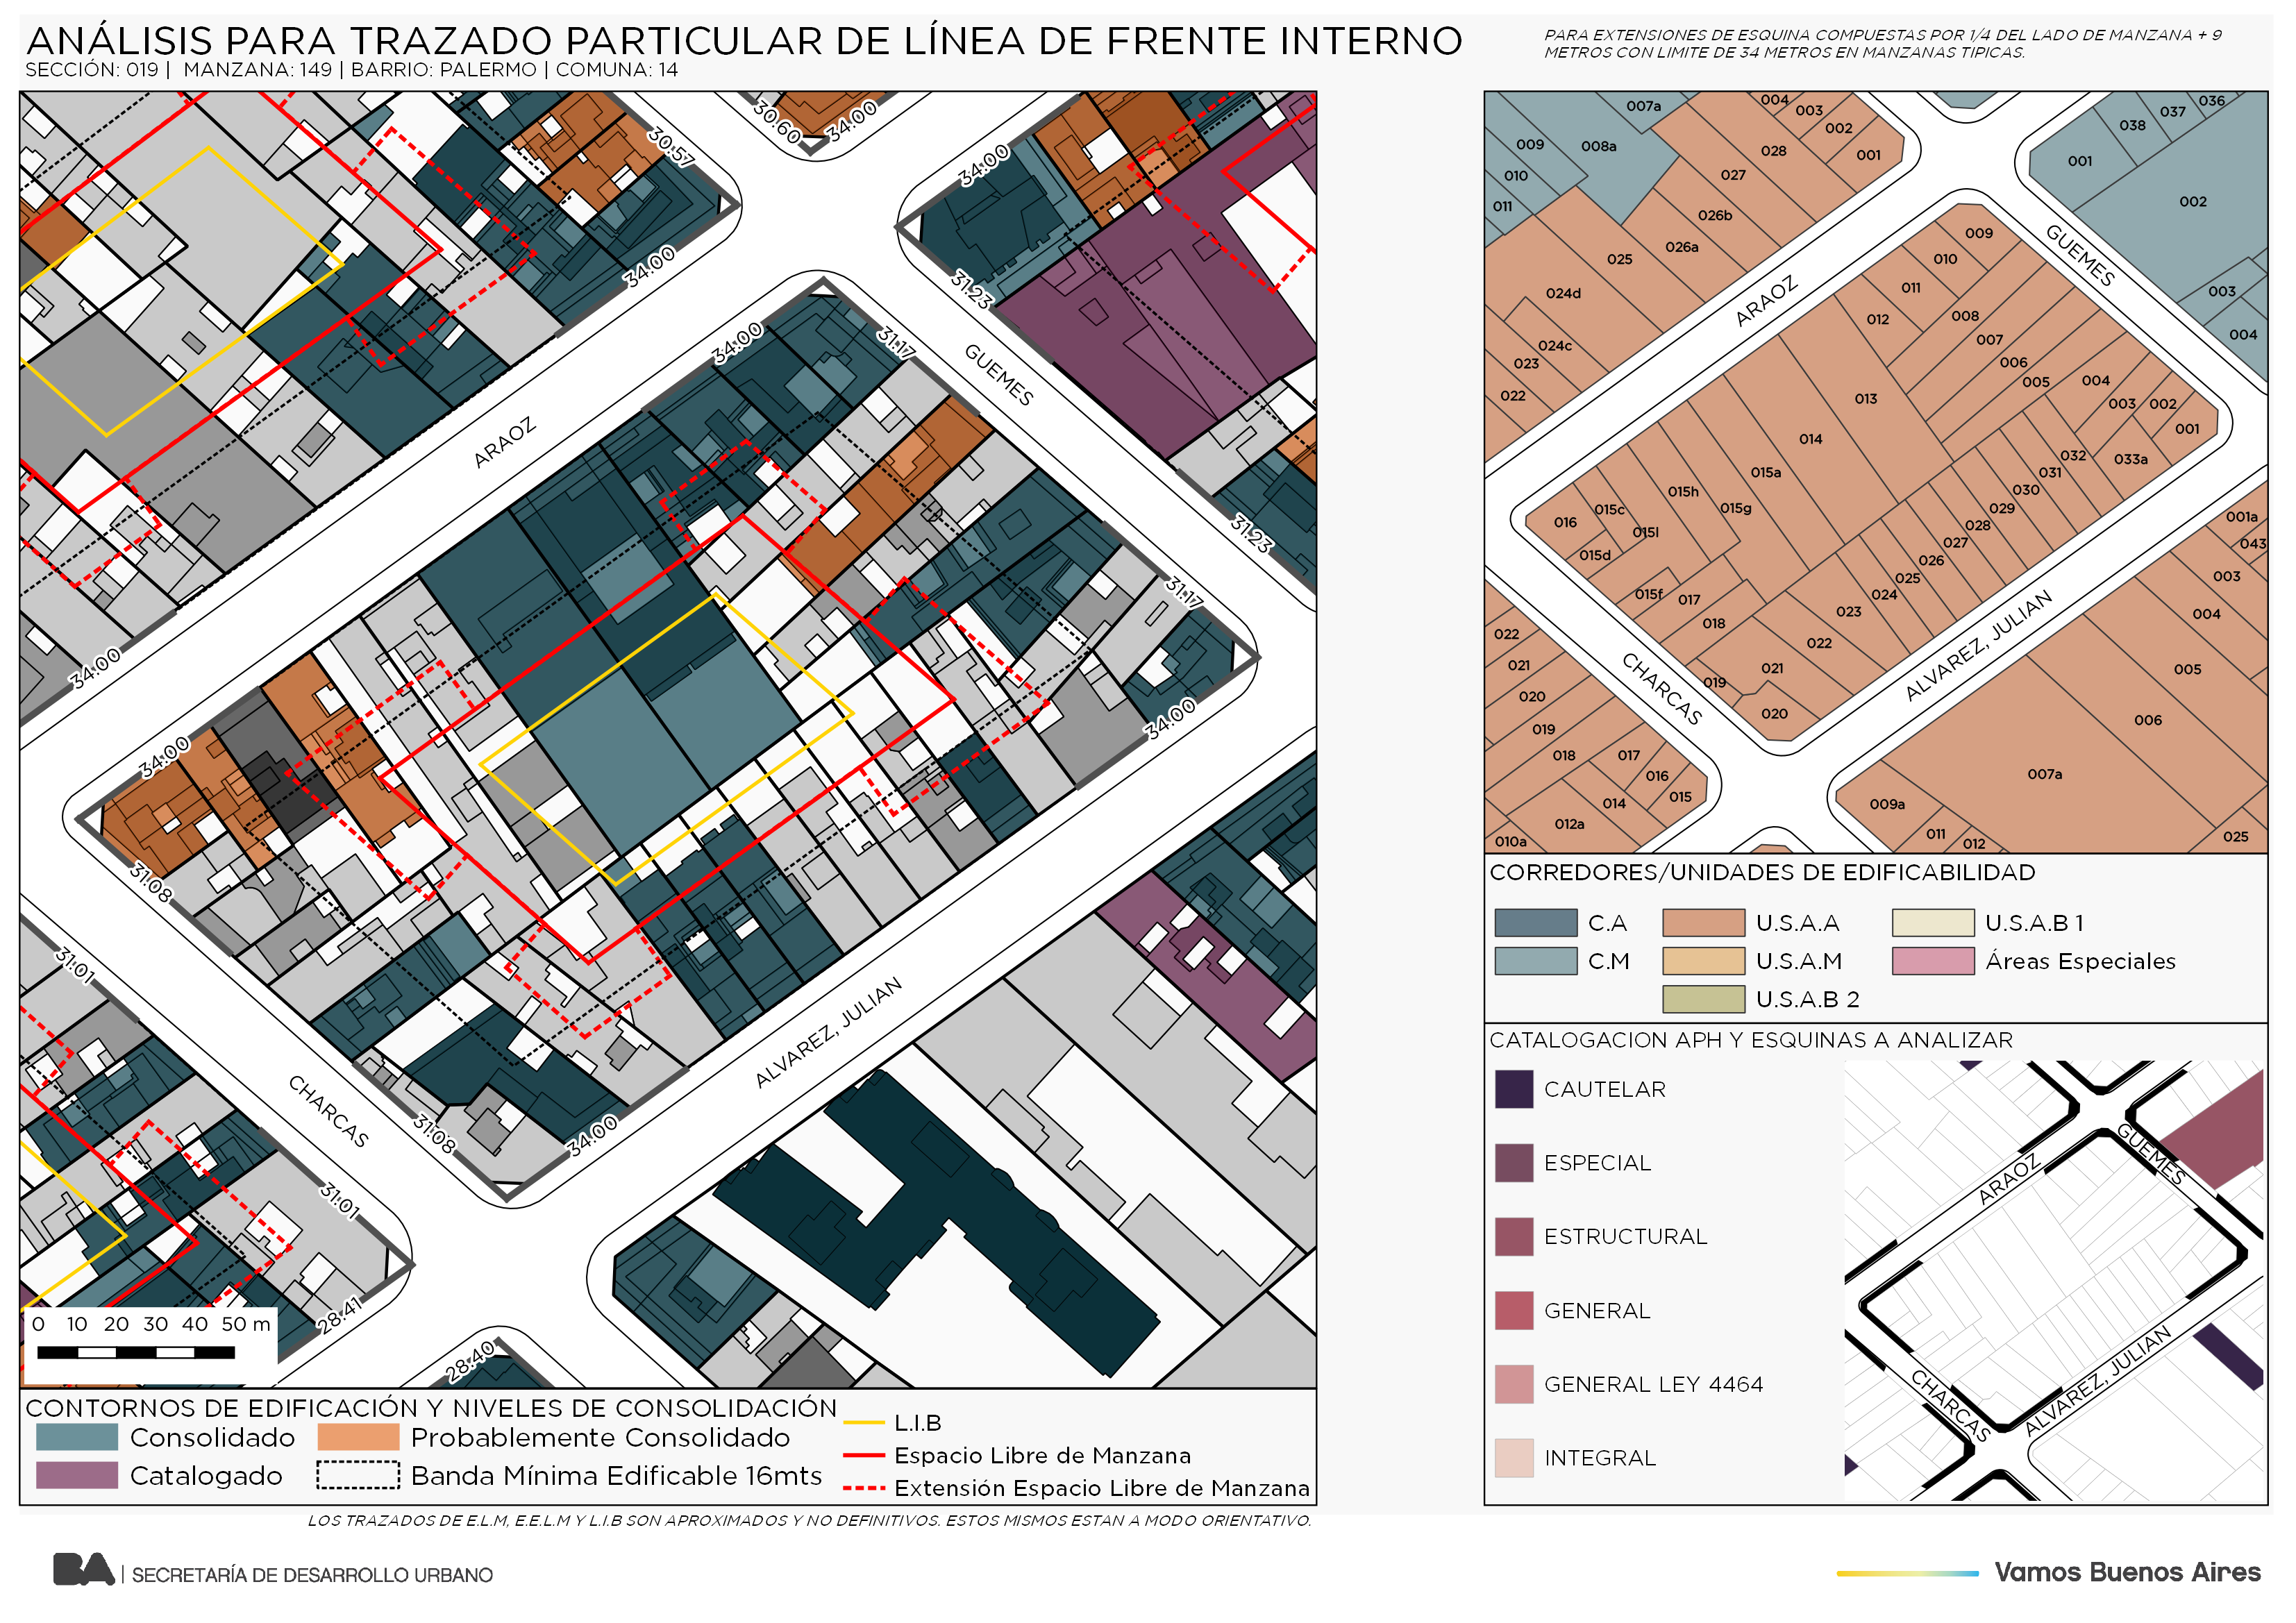 ANÁLISIS PARA TRAZADO PARTICULAR DE LÍNEA DE FRENTE INTERNO
SECCIÓN: 019 | MANZANA: 149 | BARRIO: PALERMO | COMUNA: 14
PARA EXTENSIONES DE ESQUINA COMPUESTAS POR 1/4 DEL LADO DE MANZANA + 9
METROS CON LIMITE DE 34 METROS EN MANZANAS TIPICAS.
30.57
30.60
34.00
34.00
34.00
31.23
34.00
31.17
GUEMES
ARAOZ
31.23
31.17
34.00
34.00
34.00
31.08
31.01
ALVAREZ, JULIAN
CHARCAS
31.08
34.00
31.01
28.41
28.40
0 10 20 30 40 50 m
CONTORNOS DE EDIFICACIÓN Y NIVELES DE CONSOLIDACIÓN
Consolidado
Probablemente Consolidado
Catalogado
Banda Mínima Edificable 16mts
L.I.B
Espacio Libre de Manzana
Extensión Espacio Libre de Manzana
LOS TRAZADOS DE E.L.M, E.E.L.M Y L.I.B SON APROXIMADOS Y NO DEFINITIVOS. ESTOS MISMOS ESTAN A MODO ORIENTATIVO.
007a
004
003
002
001
028
027
026b
026a
025
024d
024c
023
022
009
008a
010
011
036
037
038
001
002
003
004
GUEMES
ARAOZ
009
010
011
012
008
007
006
005
004
003
002
001
013
014
015a
015h
015g
015c
015l
016
015d
015f
017
018
019
020
021
022
023
024
025
026
027
028
029
030
031
032
033a
CHARCAS
ALVAREZ, JULIAN
022
021
020
019
018
017
016
015
014
012a
010a
001a
043
003
004
005
006
007a
009a
011
012
025
CORREDORES/UNIDADES DE EDIFICABILIDAD
C.A
U.S.A.A
U.S.A.B 1
C.M
U.S.A.M
Áreas Especiales
U.S.A.B 2
CATALOGACION APH Y ESQUINAS A ANALIZAR
CAUTELAR
ESPECIAL
ESTRUCTURAL
GENERAL
GENERAL LEY 4464
INTEGRAL
GUEMES
ARAOZ
CHARCAS
ALVAREZ, JULIAN
BA | SECRETARÍA DE DESARROLLO URBANO
Vamos Buenos Aires